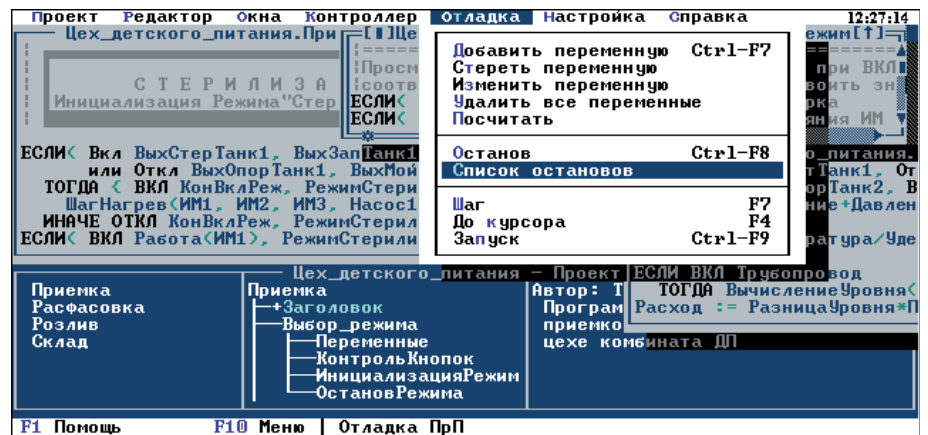 Проект Редактор Окна Контроллер Отладка Настройка Справка 12:27:14
Цех_детского_питания.При [ ]Це ежим[↑]
Добавить переменную Ctrl-F7
Просм Стереть переменную при ВКЛ
С Т Е Р И Л И З А соотв Изменить переменную воить зн
Инициализация Режима"Стер ЕСЛИ< Удалить все переменные рка
ЕСЛИ< Посчитать яния ИМ
ЕСЛИ< Вкл ВыхСтерТанк1, ВыхЗапТанк1 Останов Ctrl-F8 о_питания.
или Откл ВыхОпорТанк1, ВыхМой Список остановов тТанк1, От
ТОГДА < ВКЛ КонВклРеж, РежимСтери орТанк2, В
ШагНагрев(ИМ1, ИМ2, ИМ3, Насос1 Шаг F7 ние+Давлен
ИНАЧЕ ОТКЛ КонВклРеж, РежимСтерил До курсора F4
ЕСЛИ< ВКЛ Работа(ИМ1), РежимСтерили Запуск Ctrl-F9 ратура/Уде
Цех_детского_питания – Проект ЕСЛИ ВКЛ Трубопровод
Приемка Приемка Автор: Т ТОГДА ВычислениеУровня<
Расфасовка +Заголовок Програм Расход := РазницаУровня*П
Розлив Выбор_режима приемко
Склад Переменные цехе комбината ДП
КонтрольКнопок
ИнициализацияРежим
ОстановРежима
F1 Помощь F10 Меню | Отладка ПрП